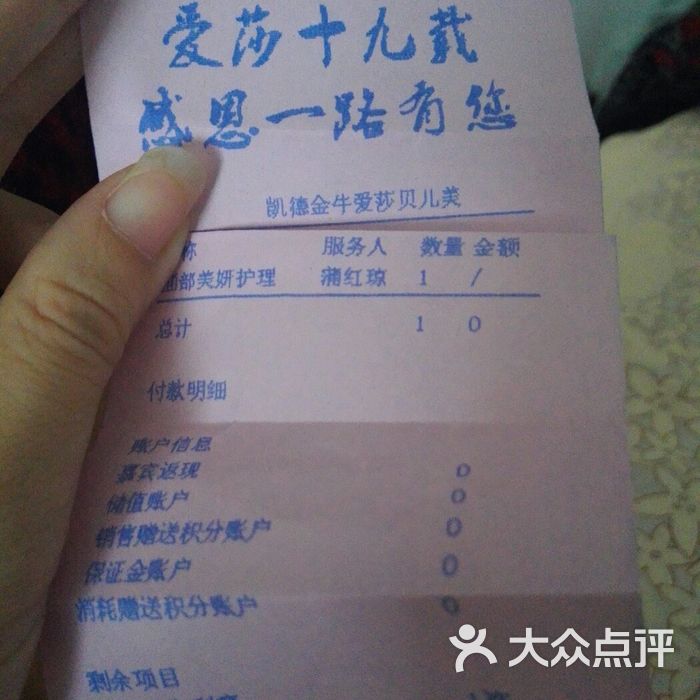 爱莎十九载
感恩一路有您
凯德金牛爱莎贝儿美
称 服务人 数量 金额
面部美妍护理 蒲红琼 1 /
总计 1 0
付款明细
账户信息
嘉宾返现 0
储值账户 0
销售赠送积分账户 0
保证金账户 0
消耗赠送积分账户 0
剩余项目
大众点评